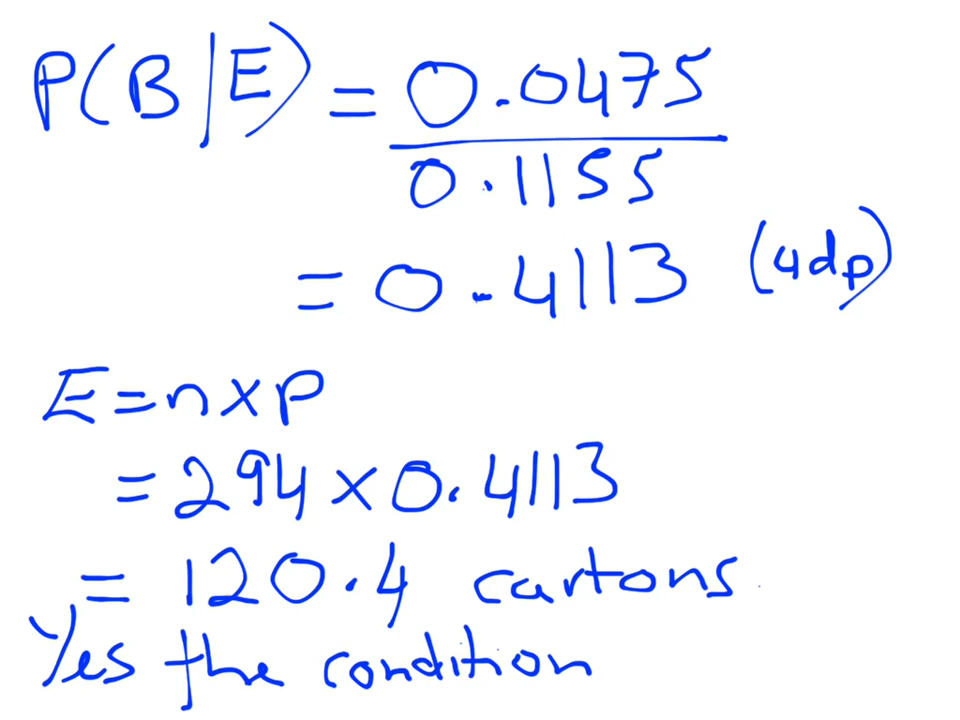 P(B|E) = 0.0475
0.1155
= 0.4113 (4dp)
E = n × p
= 294 × 0.4113
= 120.4 cartons
Yes the condition